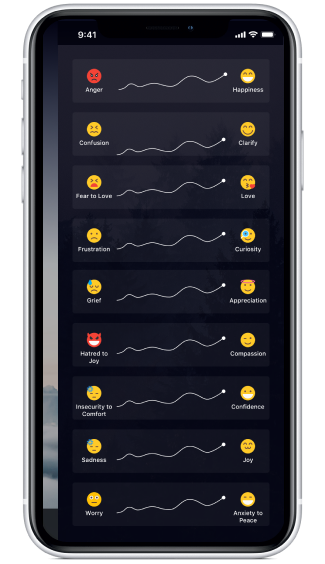 9:41
Anger
Happiness
Confusion
Clarify
Fear to Love
Love
Frustration
Curiosity
Grief
Appreciation
Hatred to
Joy
Compassion
Insecurity to
Comfort
Confidence
Sadness
Joy
Worry
Anxiety to
Peace